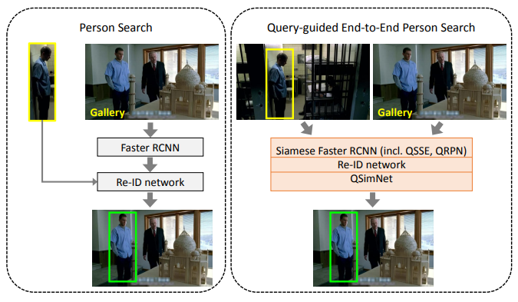 Person Search
Gallery
Faster RCNN
Re-ID network
Query-guided End-to-End Person Search
Gallery
Siamese Faster RCNN (incl. QSSE, QRPN)
Re-ID network
QSimNet